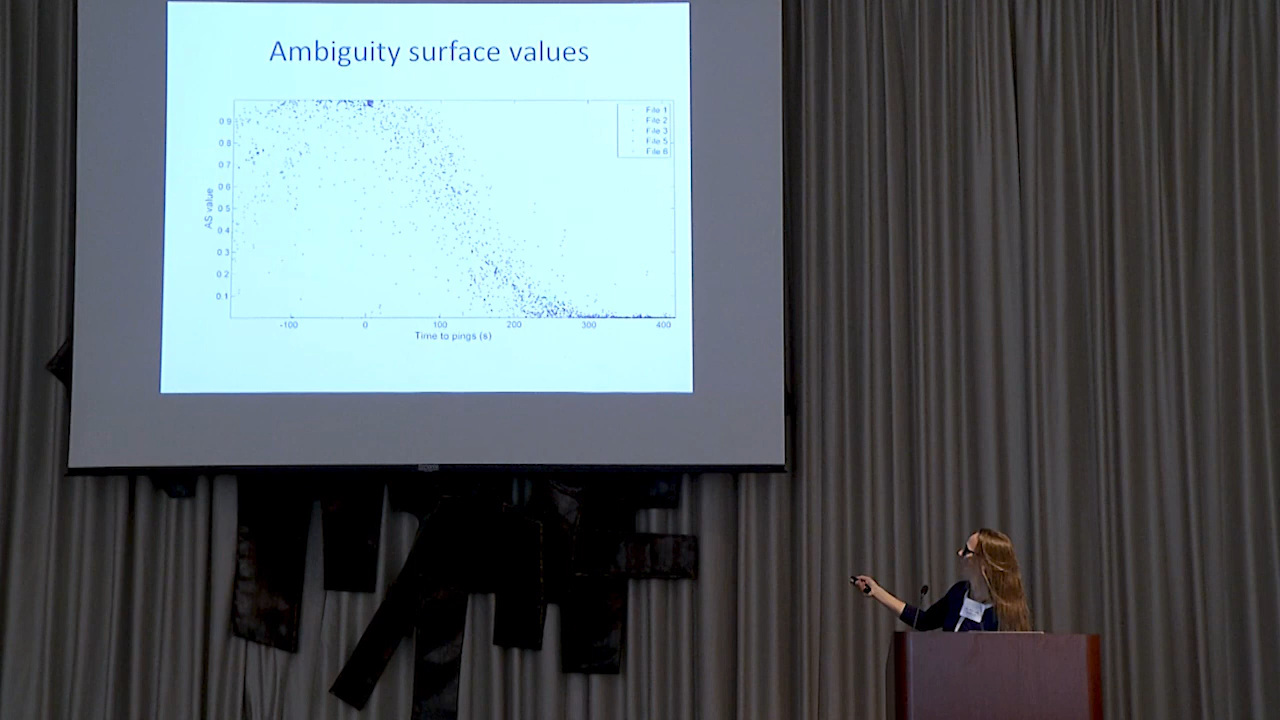 Ambiguity surface values
File 1
File 2
File 3
File 5
File 6
0.9
0.8
0.7
0.6
0.5
0.4
0.3
0.2
0.1
AS value
-100 0 100 200 300 400
Time to pings (s)